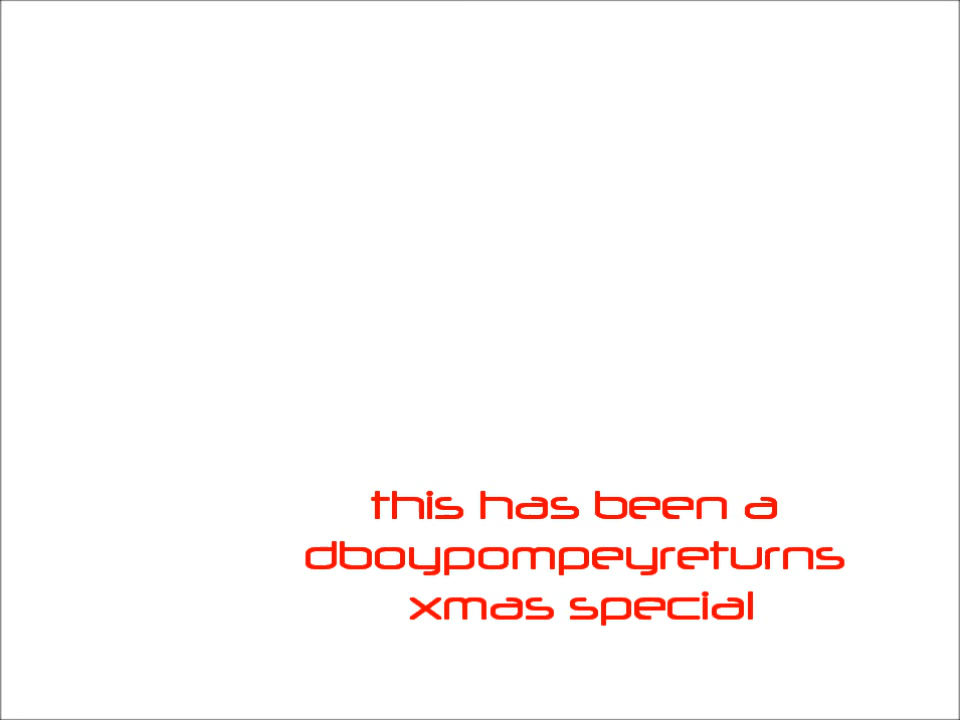 this has been a
dboypompeyreturns
xmas special